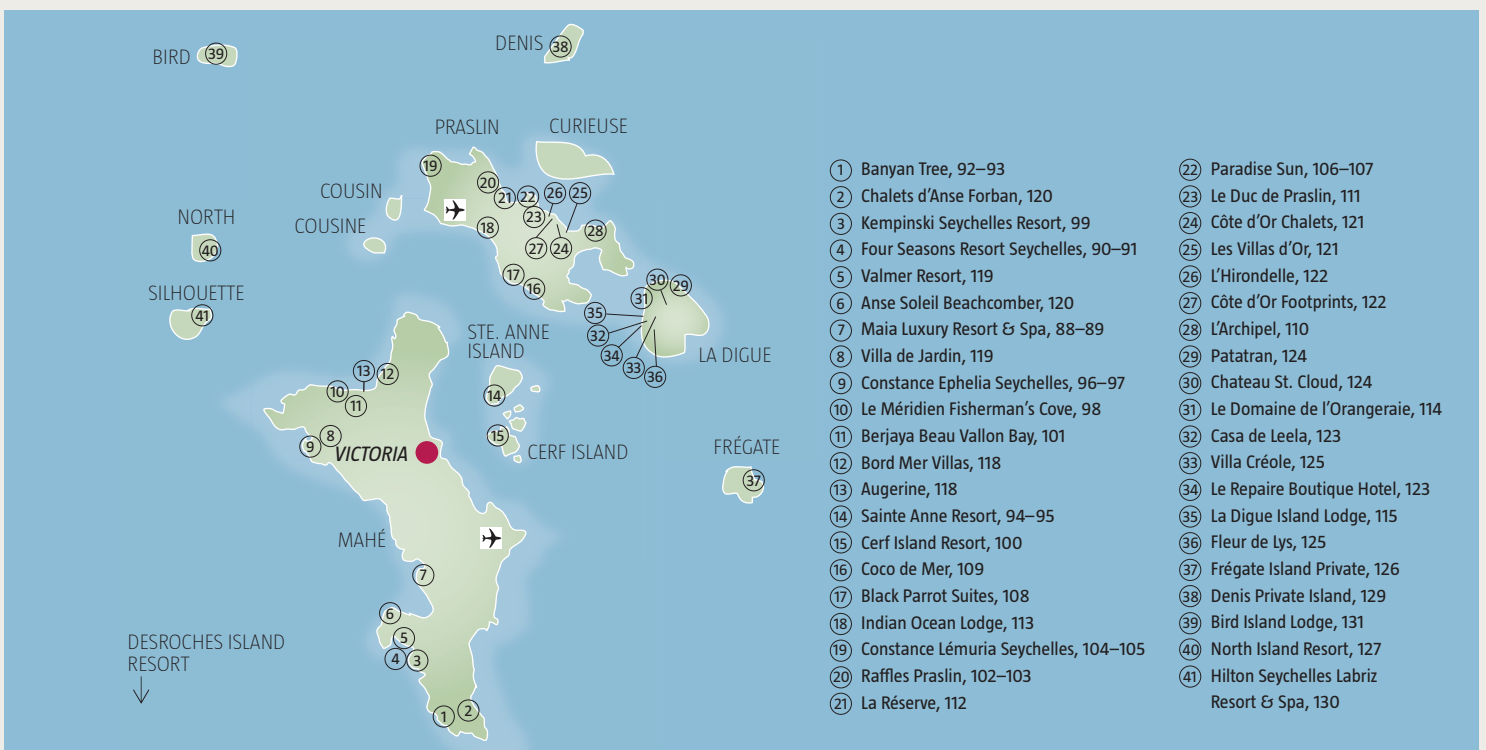 BIRD
39
DENIS
38
PRASLIN
CURIEUSE
19
20
21
22
26
25
COUSIN
23
NORTH
COUSINE
18
27
24
28
40
17
16
30
29
31
SILHOUETTE
41
35
32
34
33
36
STE. ANNE
ISLAND
LA DIGUE
13
12
10
11
14
8
9
VICTORIA
15
CERF ISLAND
FRÉGATE
37
MAHÉ
7
6
5
4
3
DESROCHES ISLAND
RESORT
1
2
1 Banyan Tree, 92–93
2 Chalets d'Anse Forban, 120
3 Kempinski Seychelles Resort, 99
4 Four Seasons Resort Seychelles, 90–91
5 Valmer Resort, 119
6 Anse Soleil Beachcomber, 120
7 Maia Luxury Resort & Spa, 88–89
8 Villa de Jardin, 119
9 Constance Ephelia Seychelles, 96–97
10 Le Méridien Fisherman's Cove, 98
11 Berjaya Beau Vallon Bay, 101
12 Bord Mer Villas, 118
13 Augerine, 118
14 Sainte Anne Resort, 94–95
15 Cerf Island Resort, 100
16 Coco de Mer, 109
17 Black Parrot Suites, 108
18 Indian Ocean Lodge, 113
19 Constance Lémuria Seychelles, 104–105
20 Raffles Praslin, 102–103
21 La Réserve, 112
22 Paradise Sun, 106–107
23 Le Duc de Praslin, 111
24 Côte d'Or Chalets, 121
25 Les Villas d'Or, 121
26 L'Hirondelle, 122
27 Côte d'Or Footprints, 122
28 L'Archipel, 110
29 Patatran, 124
30 Chateau St. Cloud, 124
31 Le Domaine de l'Orangeraie, 114
32 Casa de Leela, 123
33 Villa Créole, 125
34 Le Repaire Boutique Hotel, 123
35 La Digue Island Lodge, 115
36 Fleur de Lys, 125
37 Frégate Island Private, 126
38 Denis Private Island, 129
39 Bird Island Lodge, 131
40 North Island Resort, 127
41 Hilton Seychelles Labriz
Resort & Spa, 130